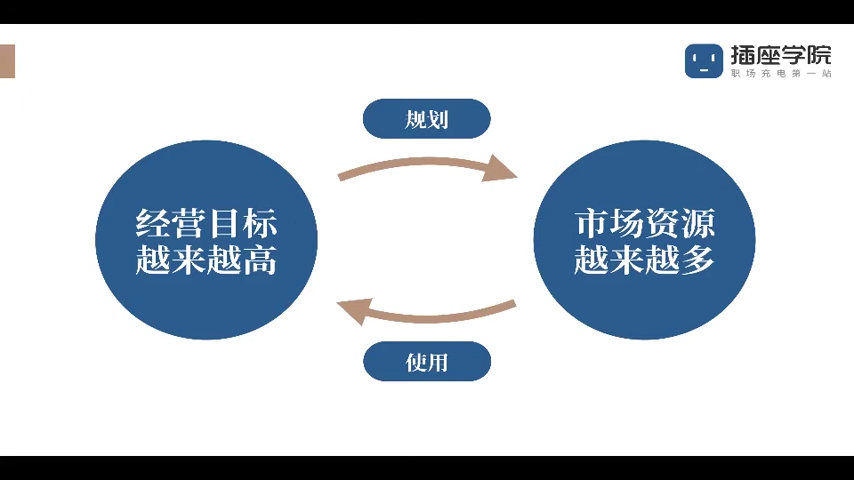 插座学院
职场充电第一站
规划
经营目标
越来越高
市场资源
越来越多
使用